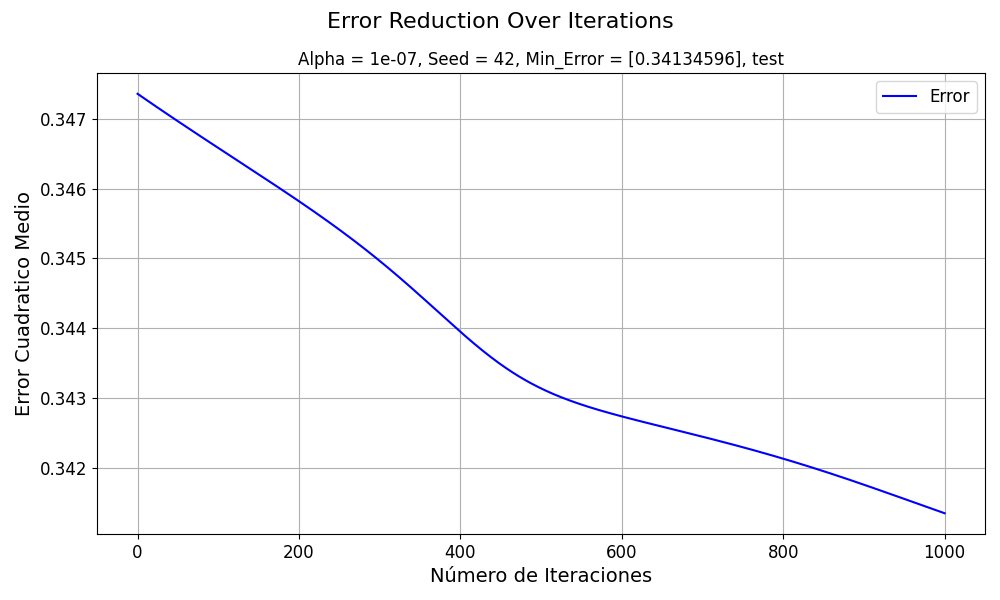 Error Reduction Over Iterations
Alpha = 1e-07, Seed = 42, Min_Error = [0.34134596], test
Error
0.347
0.346
0.345
0.344
0.343
0.342
Error Cuadratico Medio
0 200 400 600 800 1000
Número de Iteraciones